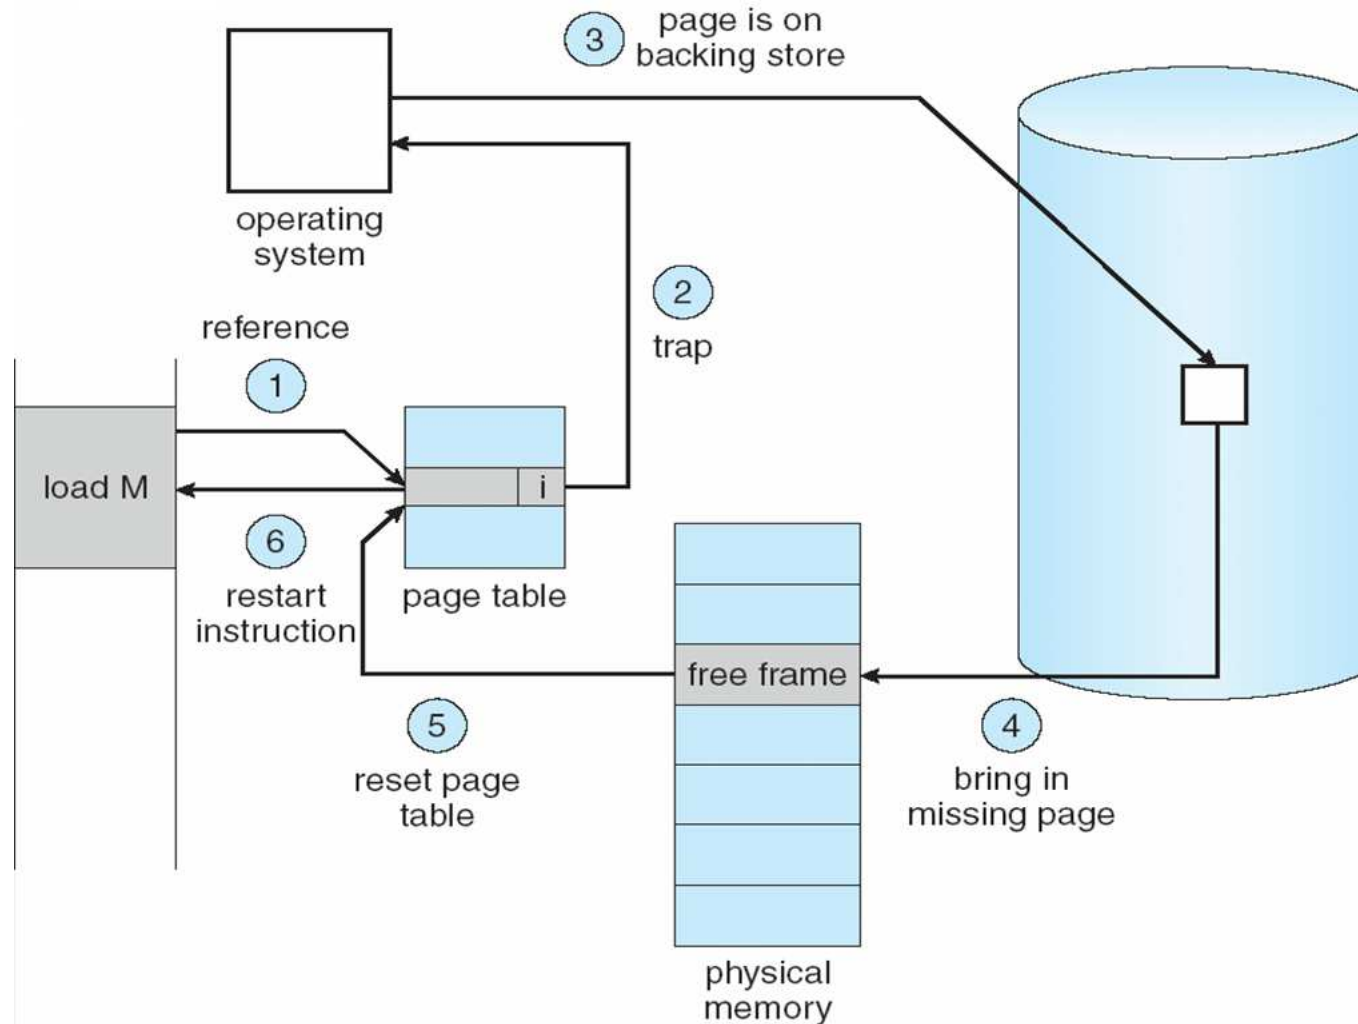 3
page is on
backing store
operating
system
2
trap
reference
1
load M
i
6
restart
instruction
page table
free frame
5
reset page
table
4
bring in
missing page
physical
memory